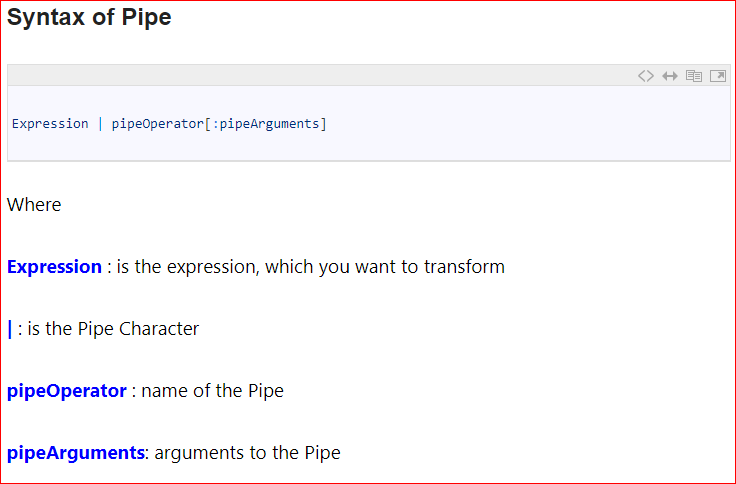 Syntax of Pipe
Expression | pipeOperator[:pipeArguments]
Where
Expression : is the expression, which you want to transform
| : is the Pipe Character
pipeOperator : name of the Pipe
pipeArguments: arguments to the Pipe